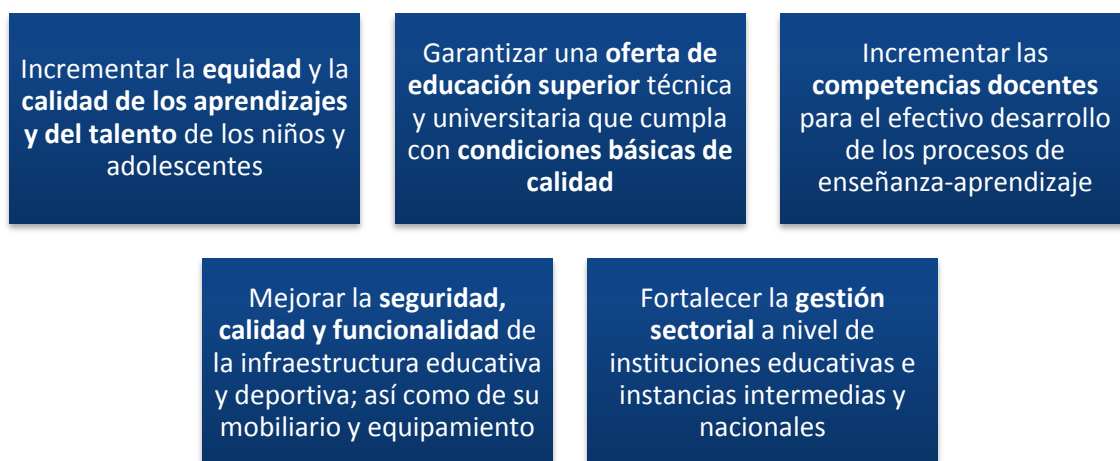 Incrementar la equidad y la
calidad de los aprendizajes
y del talento de los niños y
adolescentes
Garantizar una oferta de
educación superior técnica
y universitaria que cumpla
con condiciones básicas de
calidad
Incrementar las
competencias docentes
para el efectivo desarrollo
de los procesos de
enseñanza-aprendizaje
Mejorar la seguridad,
calidad y funcionalidad de
la infraestructura educativa
y deportiva; así como de su
mobiliario y equipamiento
Fortalecer la gestión
sectorial a nivel de
instituciones educativas e
instancias intermedias y
nacionales